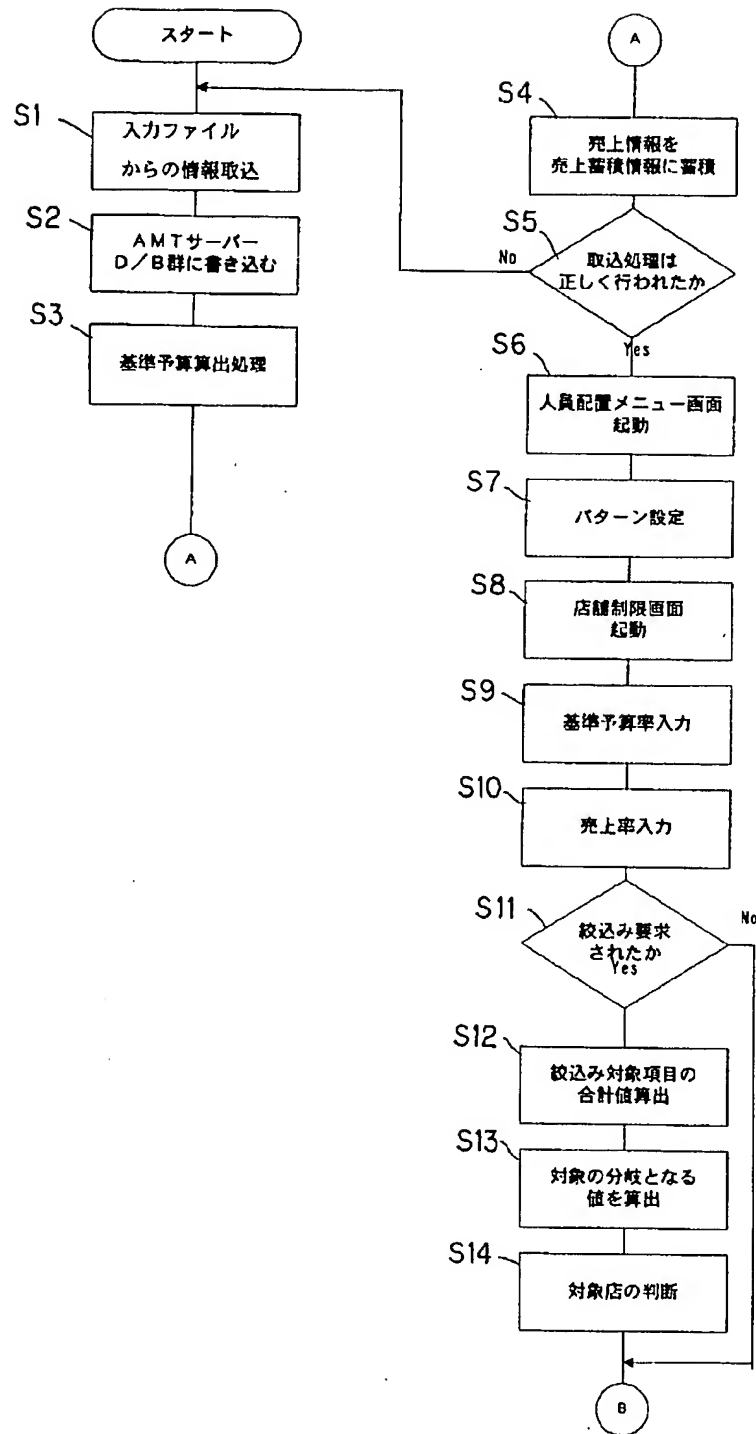 スタート
S1
入力ファイル
からの情報取込
S2
AMTサーバー
D/B群に書き込む
S3
基準予算算出処理
A
A
S4
売上情報を
売上蓄積情報に蓄積
S5
取込処理は
正しく行われたか
No
Yes
S6
人員配置メニュー画面
起動
S7
パターン設定
S8
店舗制限画面
起動
S9
基準予算率入力
S10
売上率入力
S11
絞込み要求
されたか
Yes
No
S12
絞込み対象項目の
合計値算出
S13
対象の分岐となる
値を算出
S14
対象店の判断
B